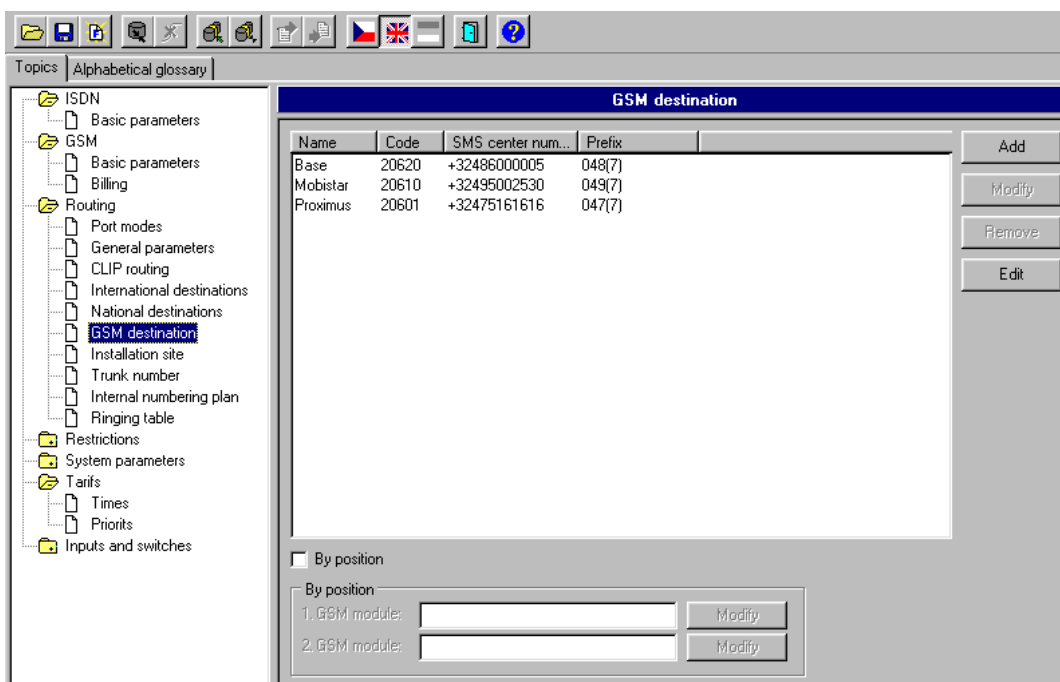 Topics Alphabetical glossary
ISDN
Basic parameters
GSM
Basic parameters
Billing
Routing
Port modes
General parameters
CLIP routing
International destinations
National destinations
GSM destination
Installation site
Trunk number
Internal numbering plan
Ringing table
Restrictions
System parameters
Tarifs
Times
Priorits
Inputs and switches
GSM destination
Name Code SMS center num... Prefix
Base 20620 +32486000005 048(7)
Mobistar 20610 +32495002530 049(7)
Proximus 20601 +32475161616 047(7)
Add
Modify
Remove
Edit
By position
By position
1. GSM module: Modify
2. GSM module: Modify